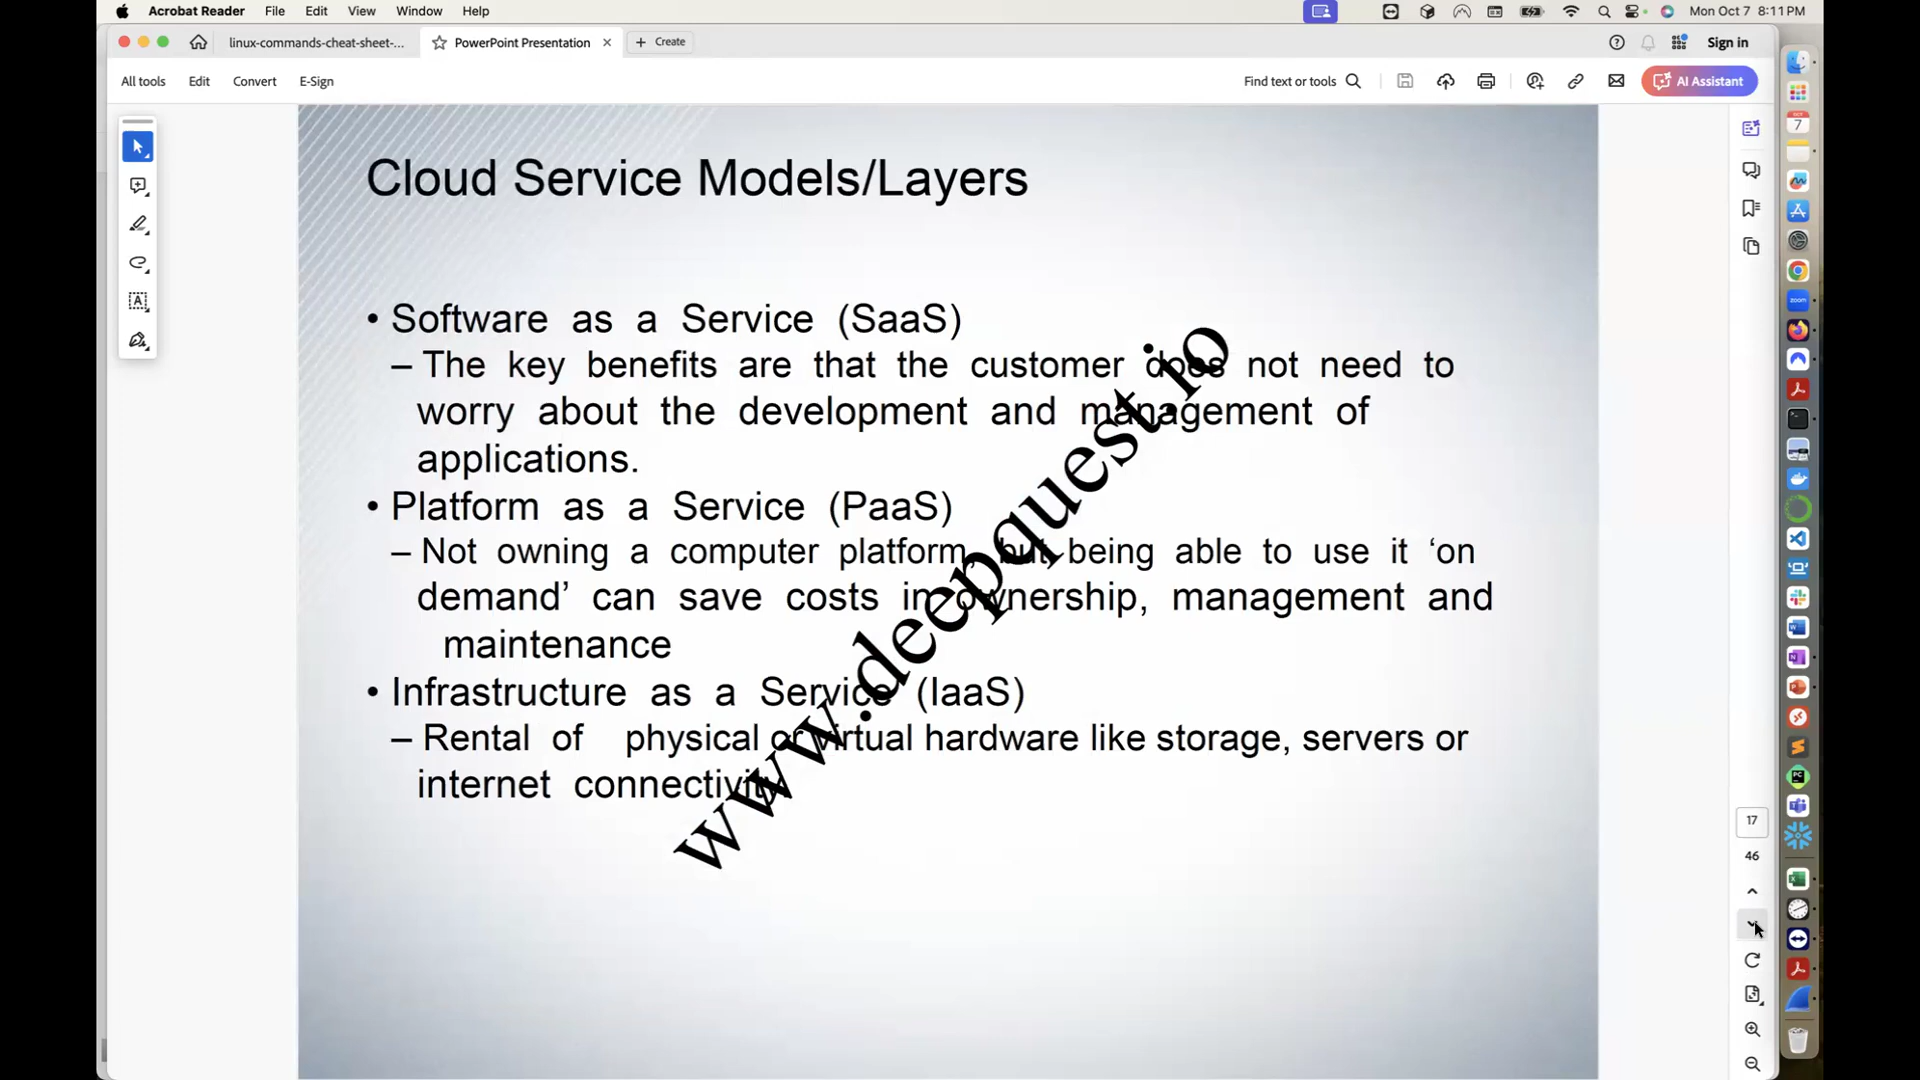 Acrobat Reader File Edit View Window Help
Mon Oct 7 8:11 PM
linux-commands-cheat-sheet-...
PowerPoint Presentation
Create
Sign in
All tools Edit Convert E-Sign
Find text or tools
AI Assistant
Cloud Service Models/Layers
• Software as a Service (SaaS)
– The key benefits are that the customer does not need to
worry about the development and management of
applications.
• Platform as a Service (PaaS)
– Not owning a computer platform, but being able to use it ‘on
demand’ can save costs in ownership, management and
maintenance
• Infrastructure as a Service (IaaS)
– Rental of physical or virtual hardware like storage, servers or
internet connectivity
www.deepquest.io
17
46
7
zoom